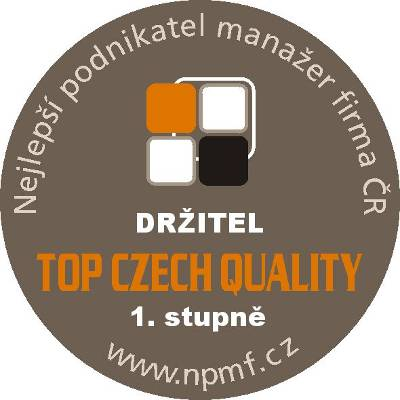 Nejlepší podnikatel manažer firma ČR
DRŽITEL
TOP CZECH QUALITY
1. stupně
www.npmf.cz